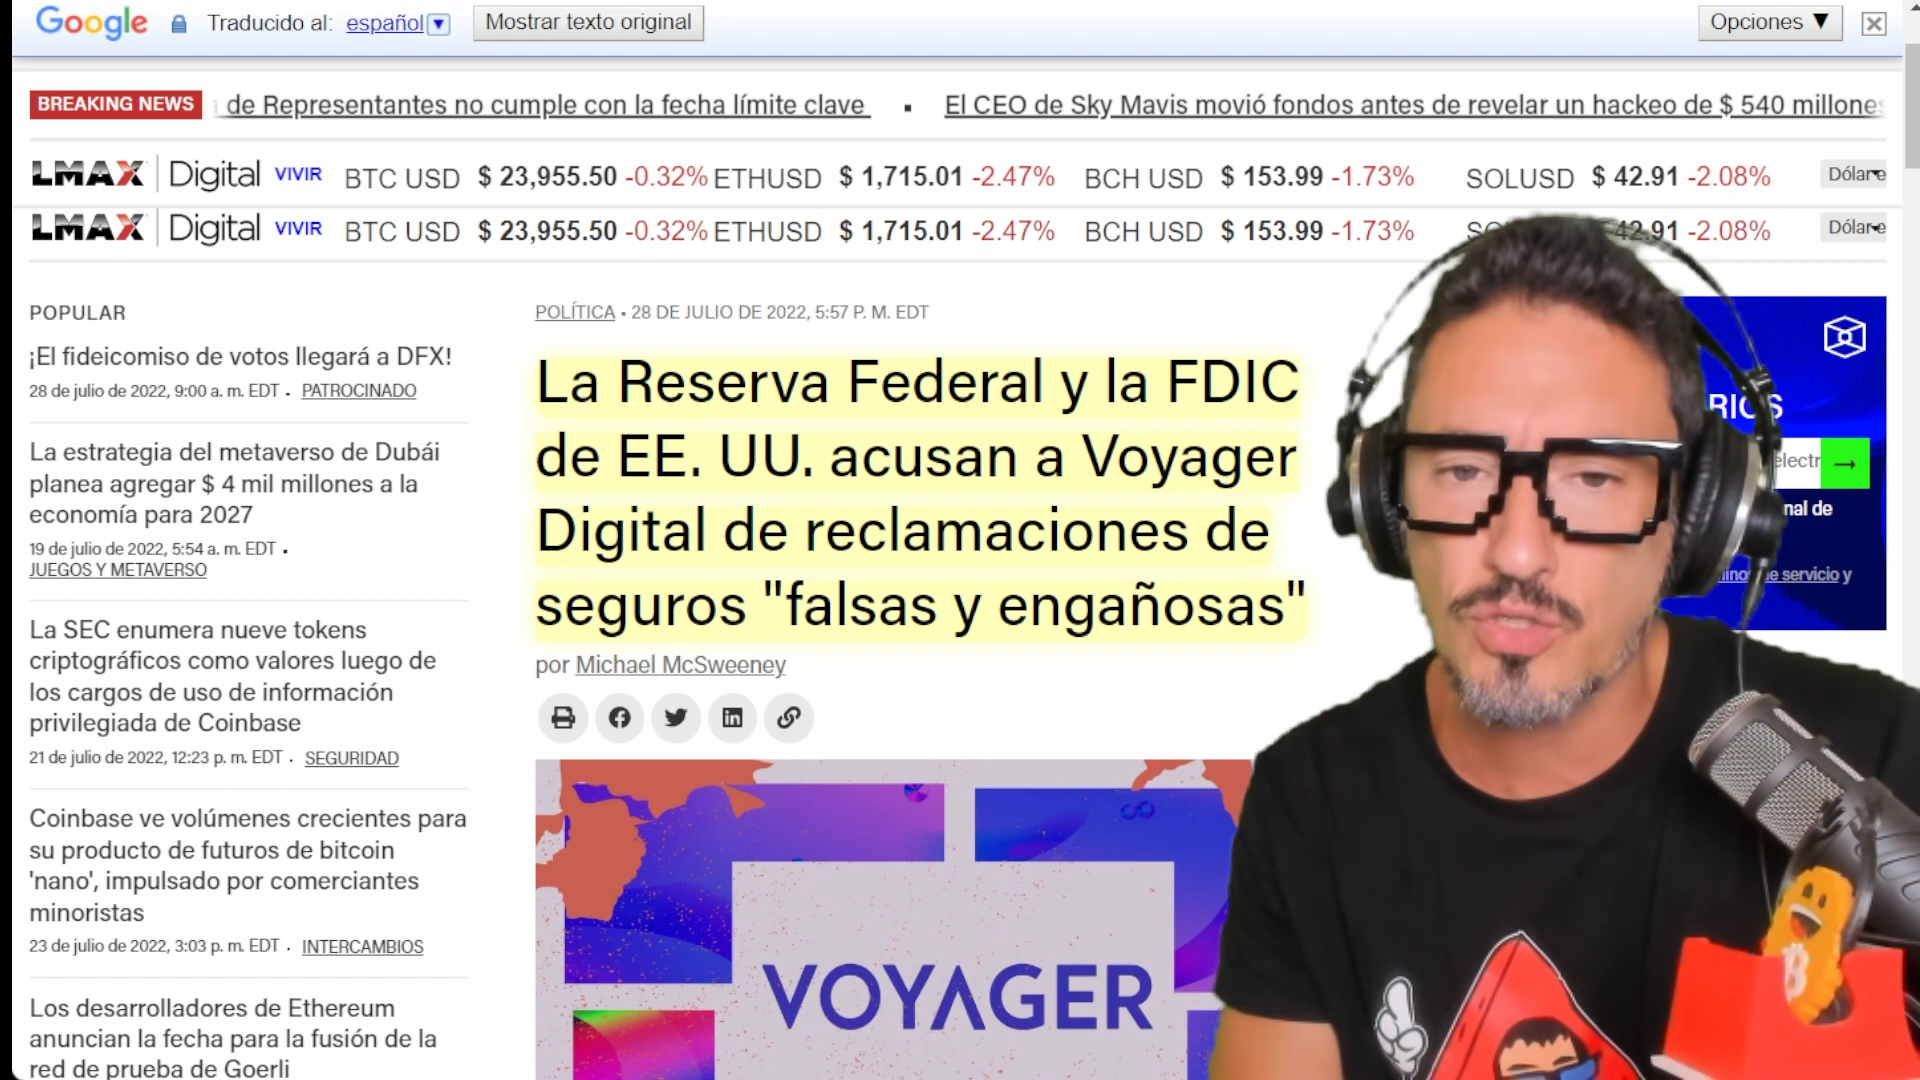 Google Traducido al: español Mostrar texto original Opciones ▼
BREAKING NEWS de Representantes no cumple con la fecha límite clave ▪ El CEO de Sky Mavis movió fondos antes de revelar un hackeo de $ 540 millones
LMAX Digital VIVIR BTC USD $ 23,955.50 -0.32% ETHUSD $ 1,715.01 -2.47% BCH USD $ 153.99 -1.73% SOLUSD $ 42.91 -2.08% Dólar e
LMAX Digital VIVIR BTC USD $ 23,955.50 -0.32% ETHUSD $ 1,715.01 -2.47% BCH USD $ 153.99 -1.73% 42.91 -2.08% Dólar e
POPULAR
¡El fideicomiso de votos llegará a DFX!
28 de julio de 2022, 9:00 a. m. EDT • PATROCINADO
La estrategia del metaverso de Dubái
planea agregar $ 4 mil millones a la
economía para 2027
19 de julio de 2022, 5:54 a. m. EDT •
JUEGOS Y METAVERSO
La SEC enumera nueve tokens
criptográficos como valores luego de
los cargos de uso de información
privilegiada de Coinbase
21 de julio de 2022, 12:23 p. m. EDT • SEGURIDAD
Coinbase ve volúmenes crecientes para
su producto de futuros de bitcoin
'nano', impulsado por comerciantes
minoristas
23 de julio de 2022, 3:03 p. m. EDT • INTERCAMBIOS
Los desarrolladores de Ethereum
anuncian la fecha para la fusión de la
red de prueba de Goerli
POLÍTICA • 28 DE JULIO DE 2022, 5:57 P. M. EDT
La Reserva Federal y la FDIC
de EE. UU. acusan a Voyager
Digital de reclamaciones de
seguros "falsas y engañosas"
por Michael McSweeney
VOYAGER
nal de
de servicio y